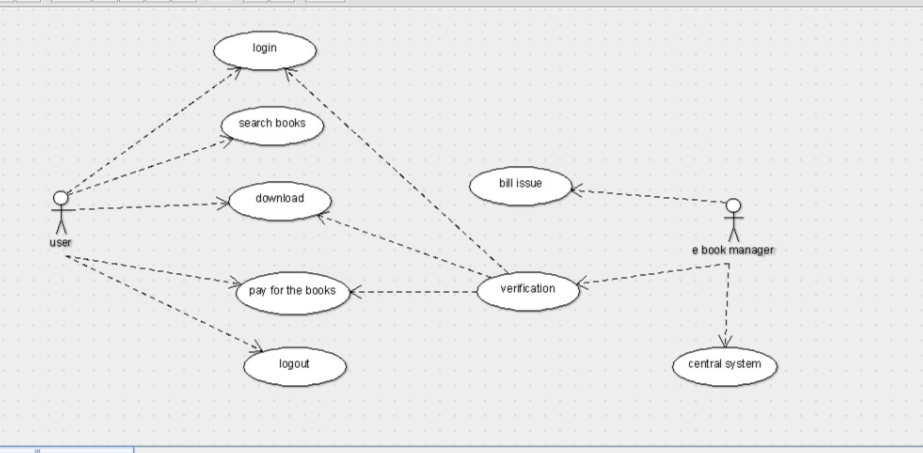 login
search books
bill issue
download
user
e book manager
pay for the books
verification
logout
central system